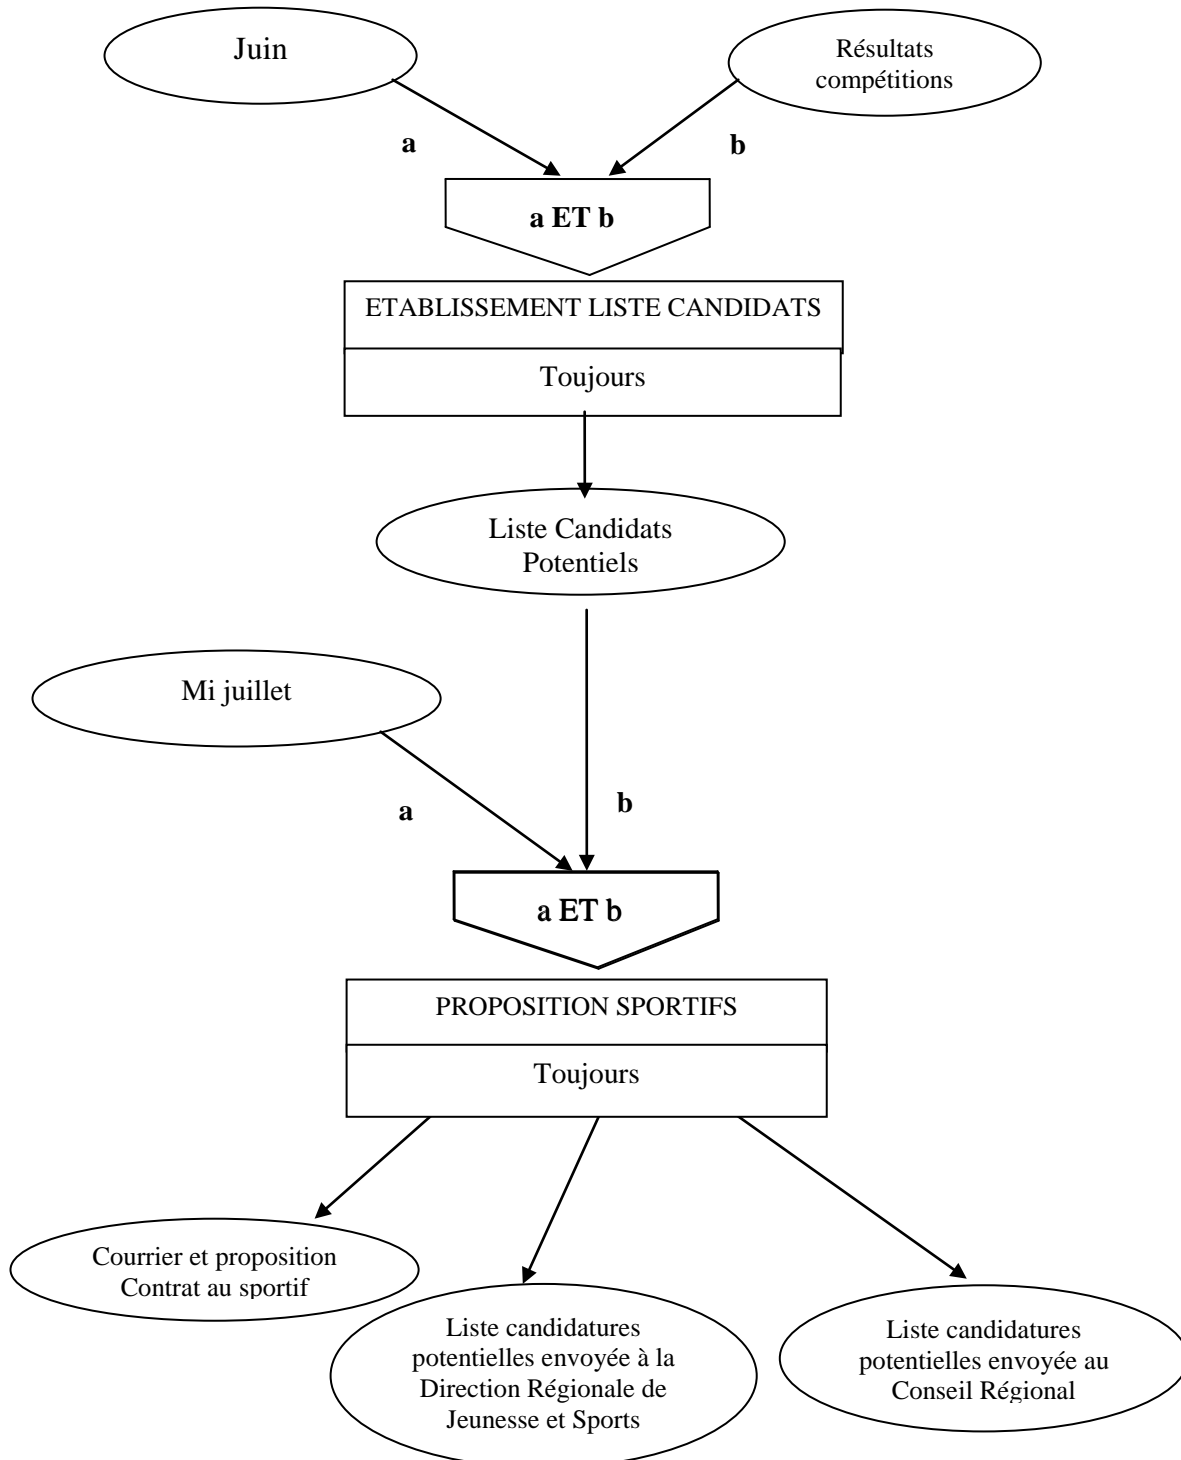 Juin
Résultats
compétitions
a
b
a ET b
ETABLISSEMENT LISTE CANDIDATS
Toujours
Liste Candidats
Potentiels
Mi juillet
a
b
a ET b
PROPOSITION SPORTIFS
Toujours
Courrier et proposition
Contrat au sportif
Liste candidatures
potentielles envoyée à la
Direction Régionale de
Jeunesse et Sports
Liste candidatures
potentielles envoyée au
Conseil Régional